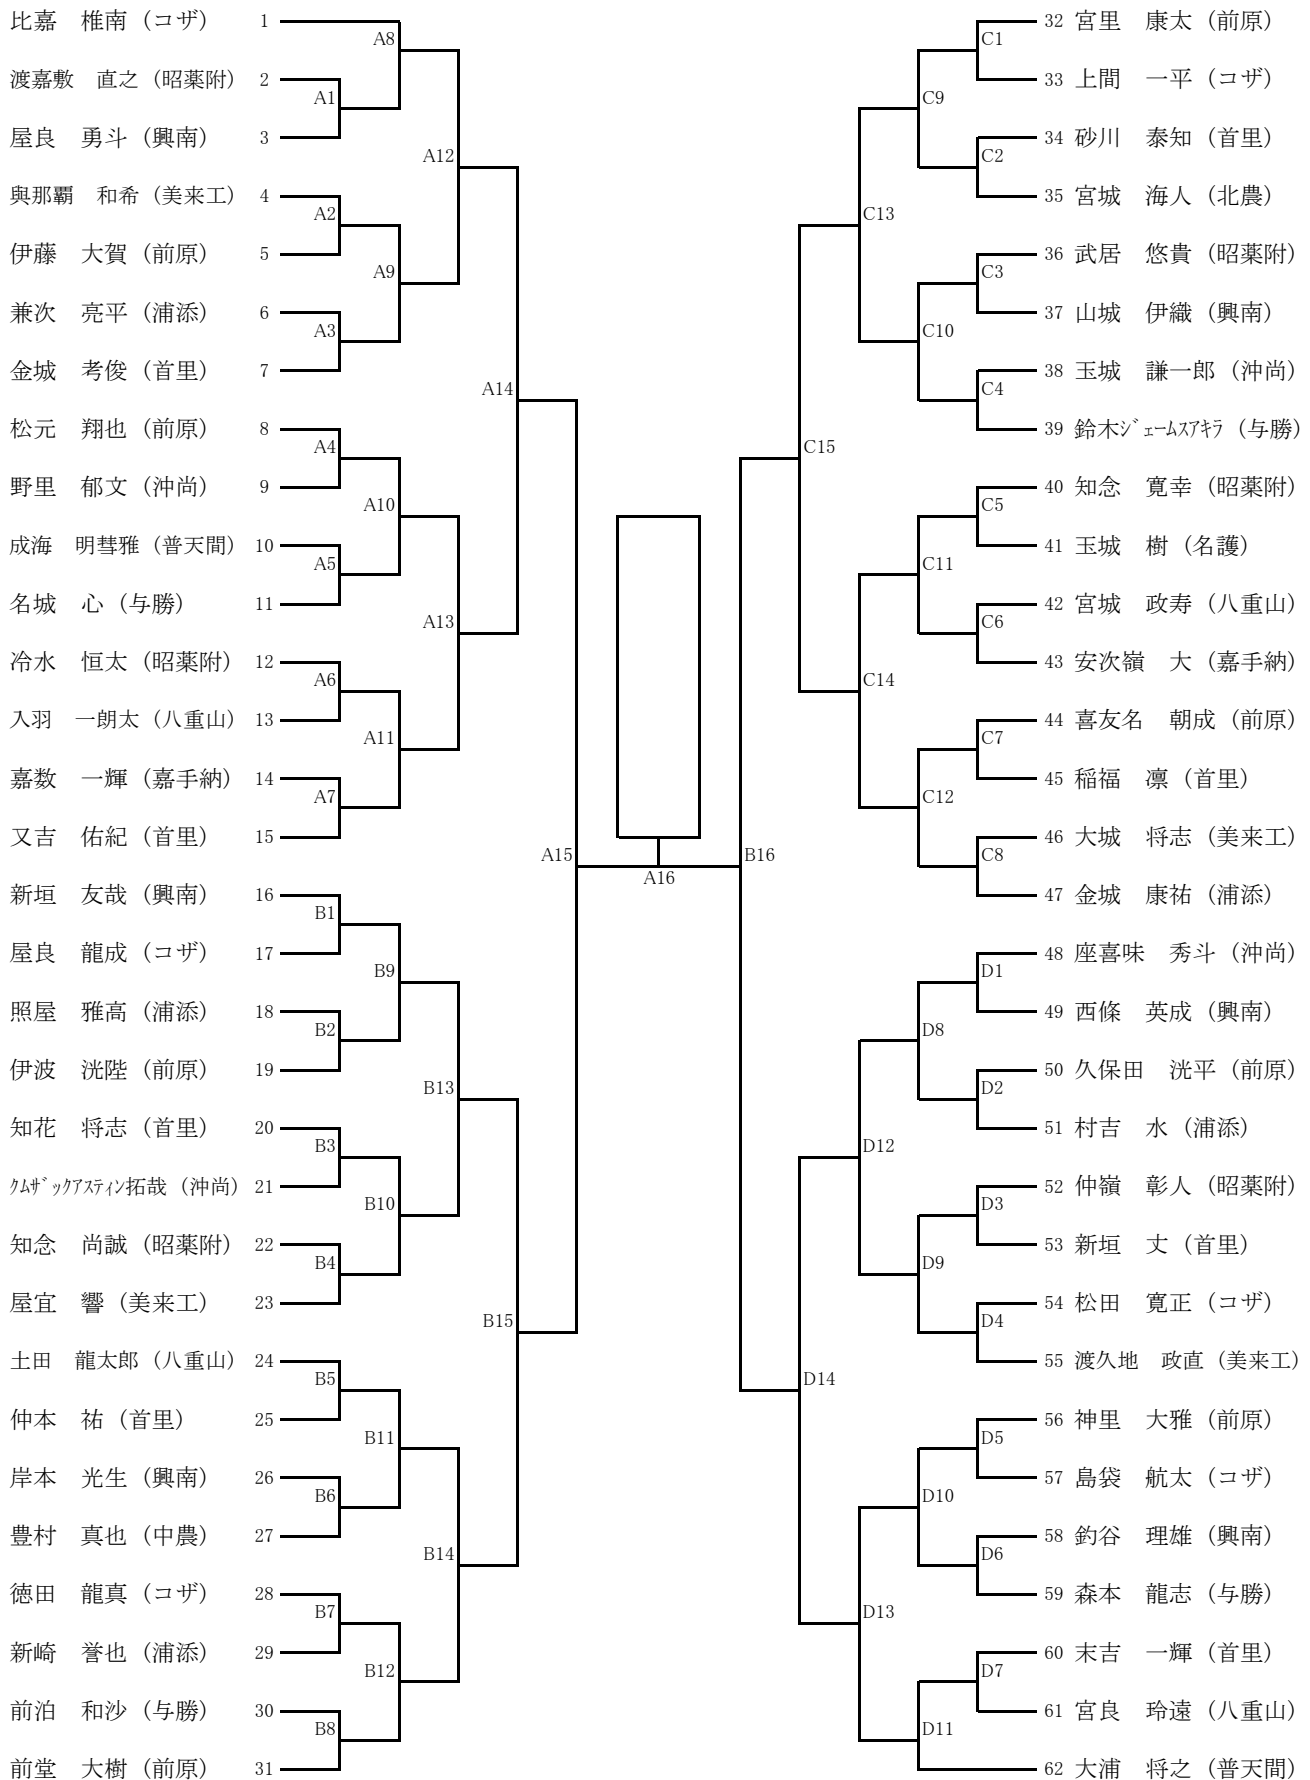 比嘉　椎南（コザ） 1
渡嘉敷　直之（昭薬附） 2
屋良　勇斗（興南） 3
與那覇　和希（美来工） 4
伊藤　大賀（前原） 5
兼次　亮平（浦添） 6
金城　考俊（首里） 7
松元　翔也（前原） 8
野里　郁文（沖尚） 9
成海　明彗雅（普天間） 10
名城　心（与勝） 11
冷水　恒太（昭薬附） 12
入羽　一朗太（八重山） 13
嘉数　一輝（嘉手納） 14
又吉　佑紀（首里） 15
新垣　友哉（興南） 16
屋良　龍成（コザ） 17
照屋　雅高（浦添） 18
伊波　洸陛（前原） 19
知花　将志（首里） 20
ｸﾑｻﾞｯｸｱｽﾃｨﾝ拓哉（沖尚） 21
知念　尚誠（昭薬附） 22
屋宜　響（美来工） 23
土田　龍太郎（八重山） 24
仲本　祐（首里） 25
岸本　光生（興南） 26
豊村　真也（中農） 27
徳田　龍真（コザ） 28
新崎　誉也（浦添） 29
前泊　和沙（与勝） 30
前堂　大樹（前原） 31
A8
A1
A12
A2
A9
A3
A14
A4
A10
A5
A13
A6
A11
A7
A15
B1
B9
B2
B13
B3
B10
B4
B15
B5
B11
B6
B14
B7
B12
B8
A16
B16
C1
C9
C2
C13
C3
C10
C4
C15
C5
C11
C6
C14
C7
C12
C8
D1
D8
D2
D12
D3
D9
D4
D14
D5
D10
D6
D13
D7
D11
32 宮里　康太（前原）
33 上間　一平（コザ）
34 砂川　泰知（首里）
35 宮城　海人（北農）
36 武居　悠貴（昭薬附）
37 山城　伊織（興南）
38 玉城　謙一郎（沖尚）
39 鈴木ｼﾞｪｰﾑｽｱｷﾗ（与勝）
40 知念　寛幸（昭薬附）
41 玉城　樹（名護）
42 宮城　政寿（八重山）
43 安次嶺　大（嘉手納）
44 喜友名　朝成（前原）
45 稲福　凛（首里）
46 大城　将志（美来工）
47 金城　康祐（浦添）
48 座喜味　秀斗（沖尚）
49 西條　英成（興南）
50 久保田　洸平（前原）
51 村吉　水（浦添）
52 仲嶺　彰人（昭薬附）
53 新垣　丈（首里）
54 松田　寛正（コザ）
55 渡久地　政直（美来工）
56 神里　大雅（前原）
57 島袋　航太（コザ）
58 釣谷　理雄（興南）
59 森本　龍志（与勝）
60 末吉　一輝（首里）
61 宮良　玲遠（八重山）
62 大浦　将之（普天間）